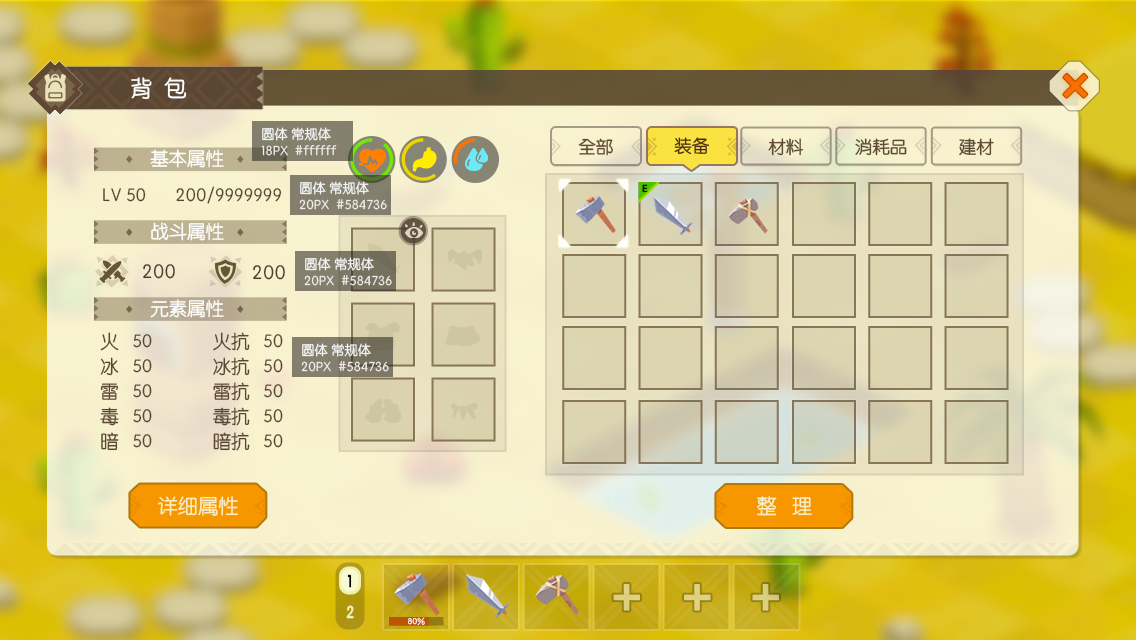 背 包
圆体 常规体
18PX #ffffff
基本属性
LV 50 200/9999999
圆体 常规体
20PX #584736
战斗属性
200 200
圆体 常规体
20PX #584736
元素属性
火 50 火抗 50
冰 50 冰抗 50
雷 50 雷抗 50
毒 50 毒抗 50
暗 50 暗抗 50
圆体 常规体
20PX #584736
详细属性
全部 装备 材料 消耗品 建材
E
整 理
1
2
80%